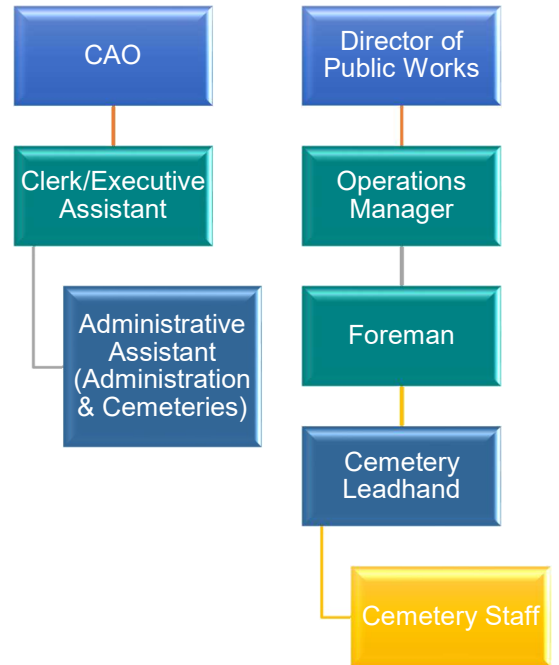 CAO
Clerk/Executive
Assistant
Administrative
Assistant
(Administration
& Cemeteries)
Director of
Public Works
Operations
Manager
Foreman
Cemetery
Leadhand
Cemetery Staff